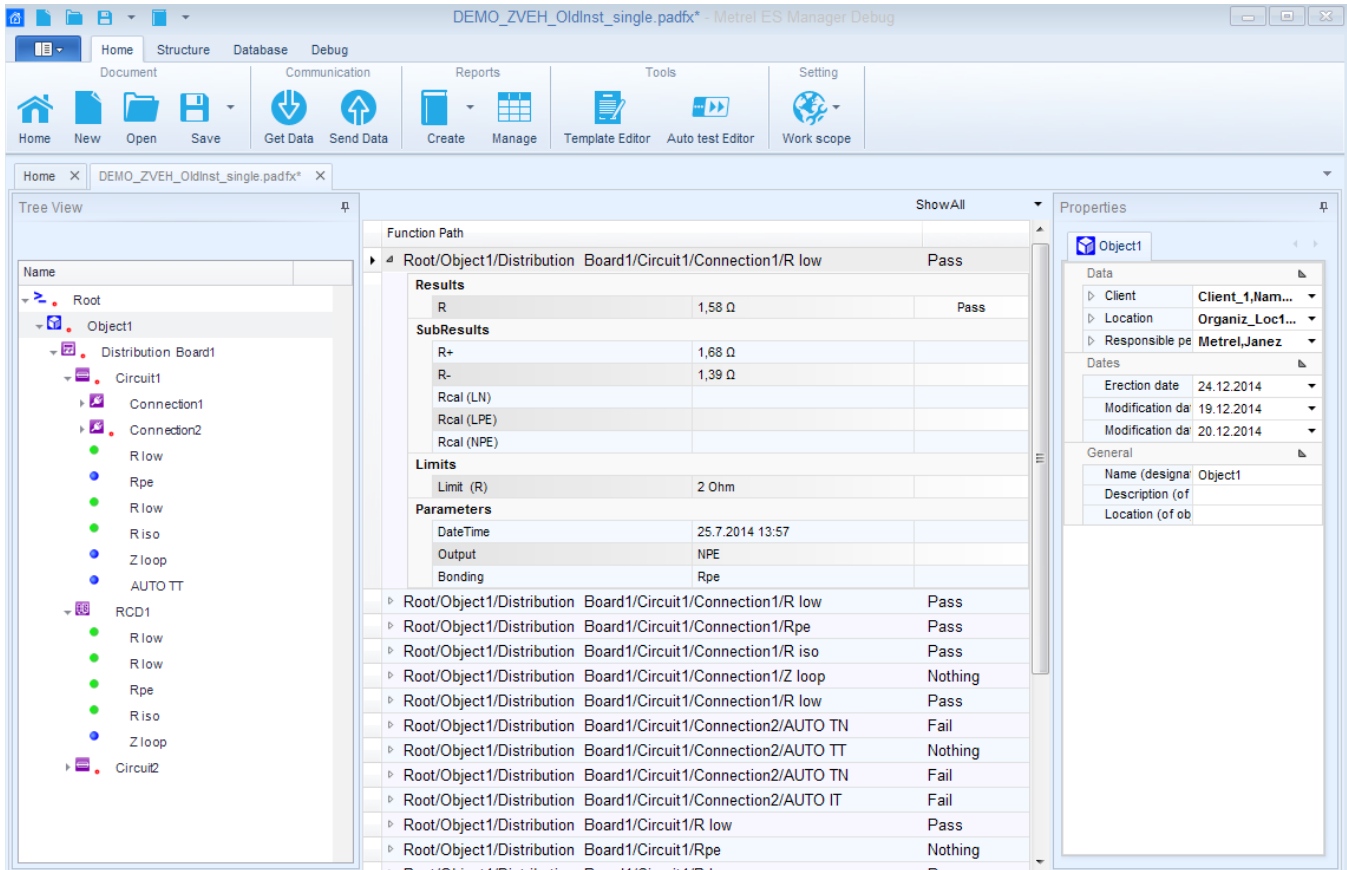 DEMO_ZVEH_OldInst_single.padfx* - Metrel ES Manager Debug
Home Structure Database Debug
Document Communication Reports Tools Setting
Home New Open Save Get Data Send Data Create Manage Template Editor Auto test Editor Work scope
Home DEMO_ZVEH_OldInst_single.padfx*
Tree View
Name
Root
Object1
Distribution Board1
Circuit1
Connection1
Connection2
R low
Rpe
R low
R iso
Z loop
AUTO TT
RCD1
R low
R low
Rpe
R iso
Z loop
Circuit2
ShowAll
Function Path
Root/Object1/Distribution Board1/Circuit1/Connection1/R low Pass
Results
R 1,58 Ω Pass
SubResults
R+ 1,68 Ω
R- 1,39 Ω
Rcal (LN)
Rcal (LPE)
Rcal (NPE)
Limits
Limit (R) 2 Ohm
Parameters
DateTime 25.7.2014 13:57
Output NPE
Bonding Rpe
Root/Object1/Distribution Board1/Circuit1/Connection1/R low Pass
Root/Object1/Distribution Board1/Circuit1/Connection1/Rpe Pass
Root/Object1/Distribution Board1/Circuit1/Connection1/R iso Pass
Root/Object1/Distribution Board1/Circuit1/Connection1/Z loop Nothing
Root/Object1/Distribution Board1/Circuit1/Connection1/R low Pass
Root/Object1/Distribution Board1/Circuit1/Connection2/AUTO TN Fail
Root/Object1/Distribution Board1/Circuit1/Connection2/AUTO TT Nothing
Root/Object1/Distribution Board1/Circuit1/Connection2/AUTO TN Fail
Root/Object1/Distribution Board1/Circuit1/Connection2/AUTO IT Fail
Root/Object1/Distribution Board1/Circuit1/R low Pass
Root/Object1/Distribution Board1/Circuit1/Rpe Nothing
Properties
Object1
Data
Client Client_1,Nam...
Location Organiz_Loc1...
Responsible pe Metrel,Janez
Dates
Erection date 24.12.2014
Modification da 19.12.2014
Modification da 20.12.2014
General
Name (designa Object1
Description (of
Location (of ob